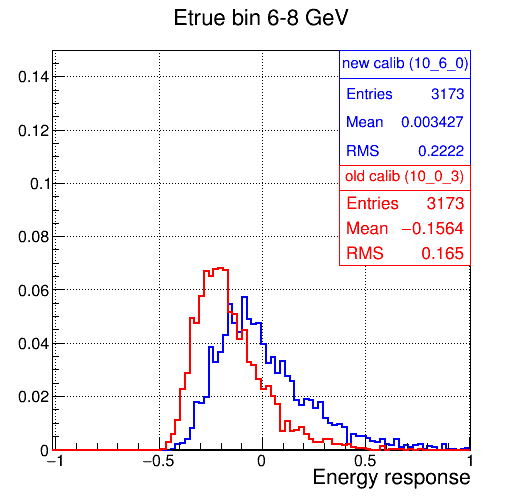 Etrue bin 6-8 GeV
new calib (10_6_0)
Entries 3173
Mean 0.003427
RMS 0.2222
old calib (10_0_3)
Entries 3173
Mean −0.1564
RMS 0.165
0.14
0.12
0.1
0.08
0.06
0.04
0.02
0
−1 −0.5 0 0.5 1
Energy response